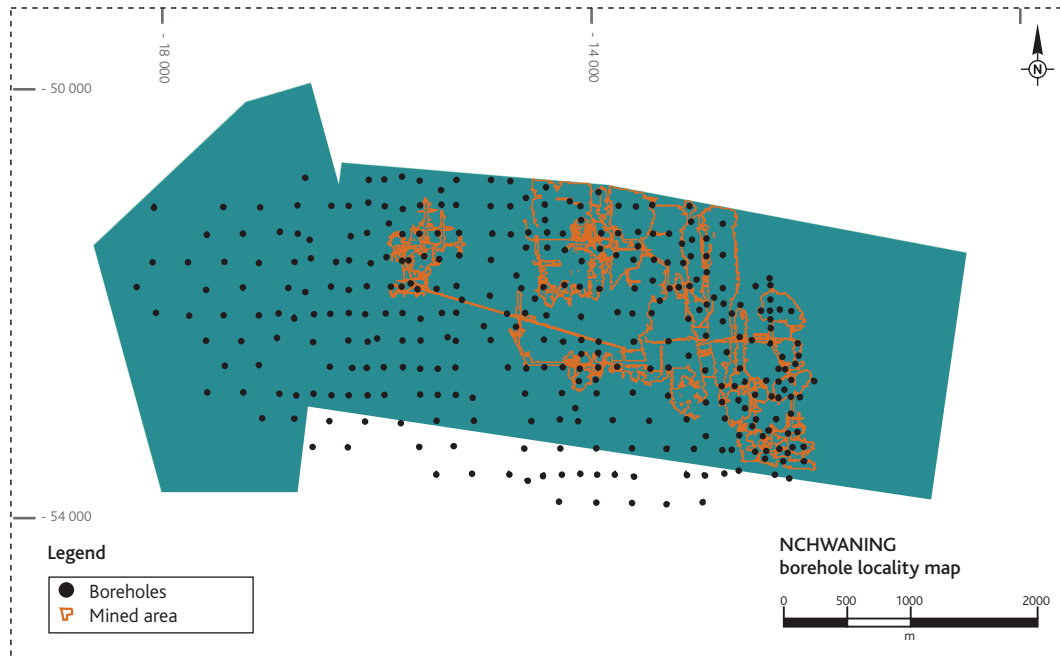 - 18 000
- 14 000
N
- 50 000
- 54 000
Legend
Boreholes
Mined area
NCHWANING
borehole locality map
0 500 1000 2000
m